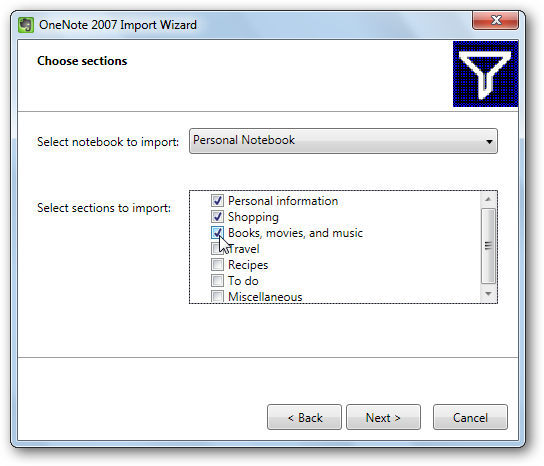 OneNote 2007 Import Wizard
Choose sections
Select notebook to import: Personal Notebook
Select sections to import:
Personal information
Shopping
Books, movies, and music
Travel
Recipes
To do
Miscellaneous
< Back Next > Cancel